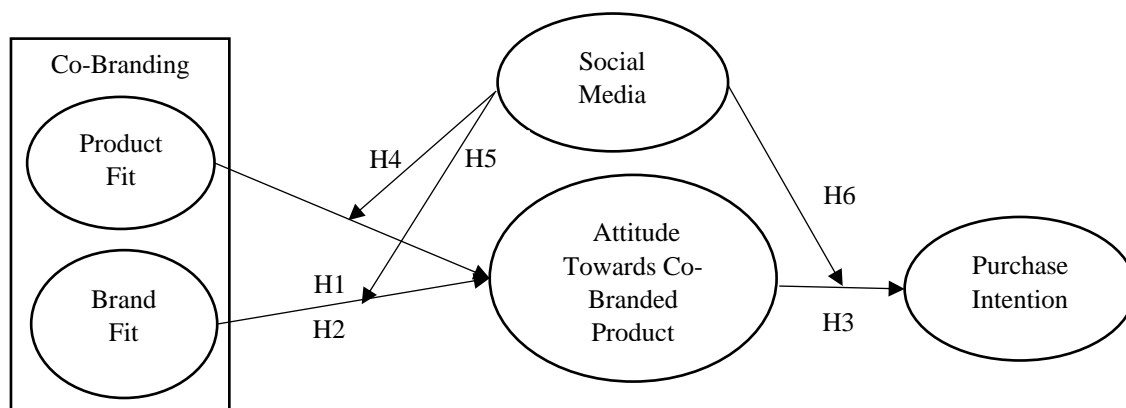 Co-Branding
Product
Fit
Brand
Fit
Social
Media
H4
H5
H1
H2
Attitude
Towards Co-
Branded
Product
H6
H3
Purchase
Intention